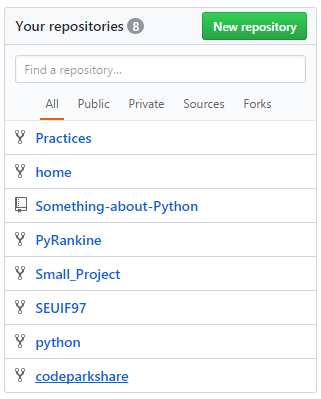 Your repositories 8 New repository
Find a repository...
All Public Private Sources Forks
Practices
home
Something-about-Python
PyRankine
Small_Project
SEUIF97
python
codeparkshare